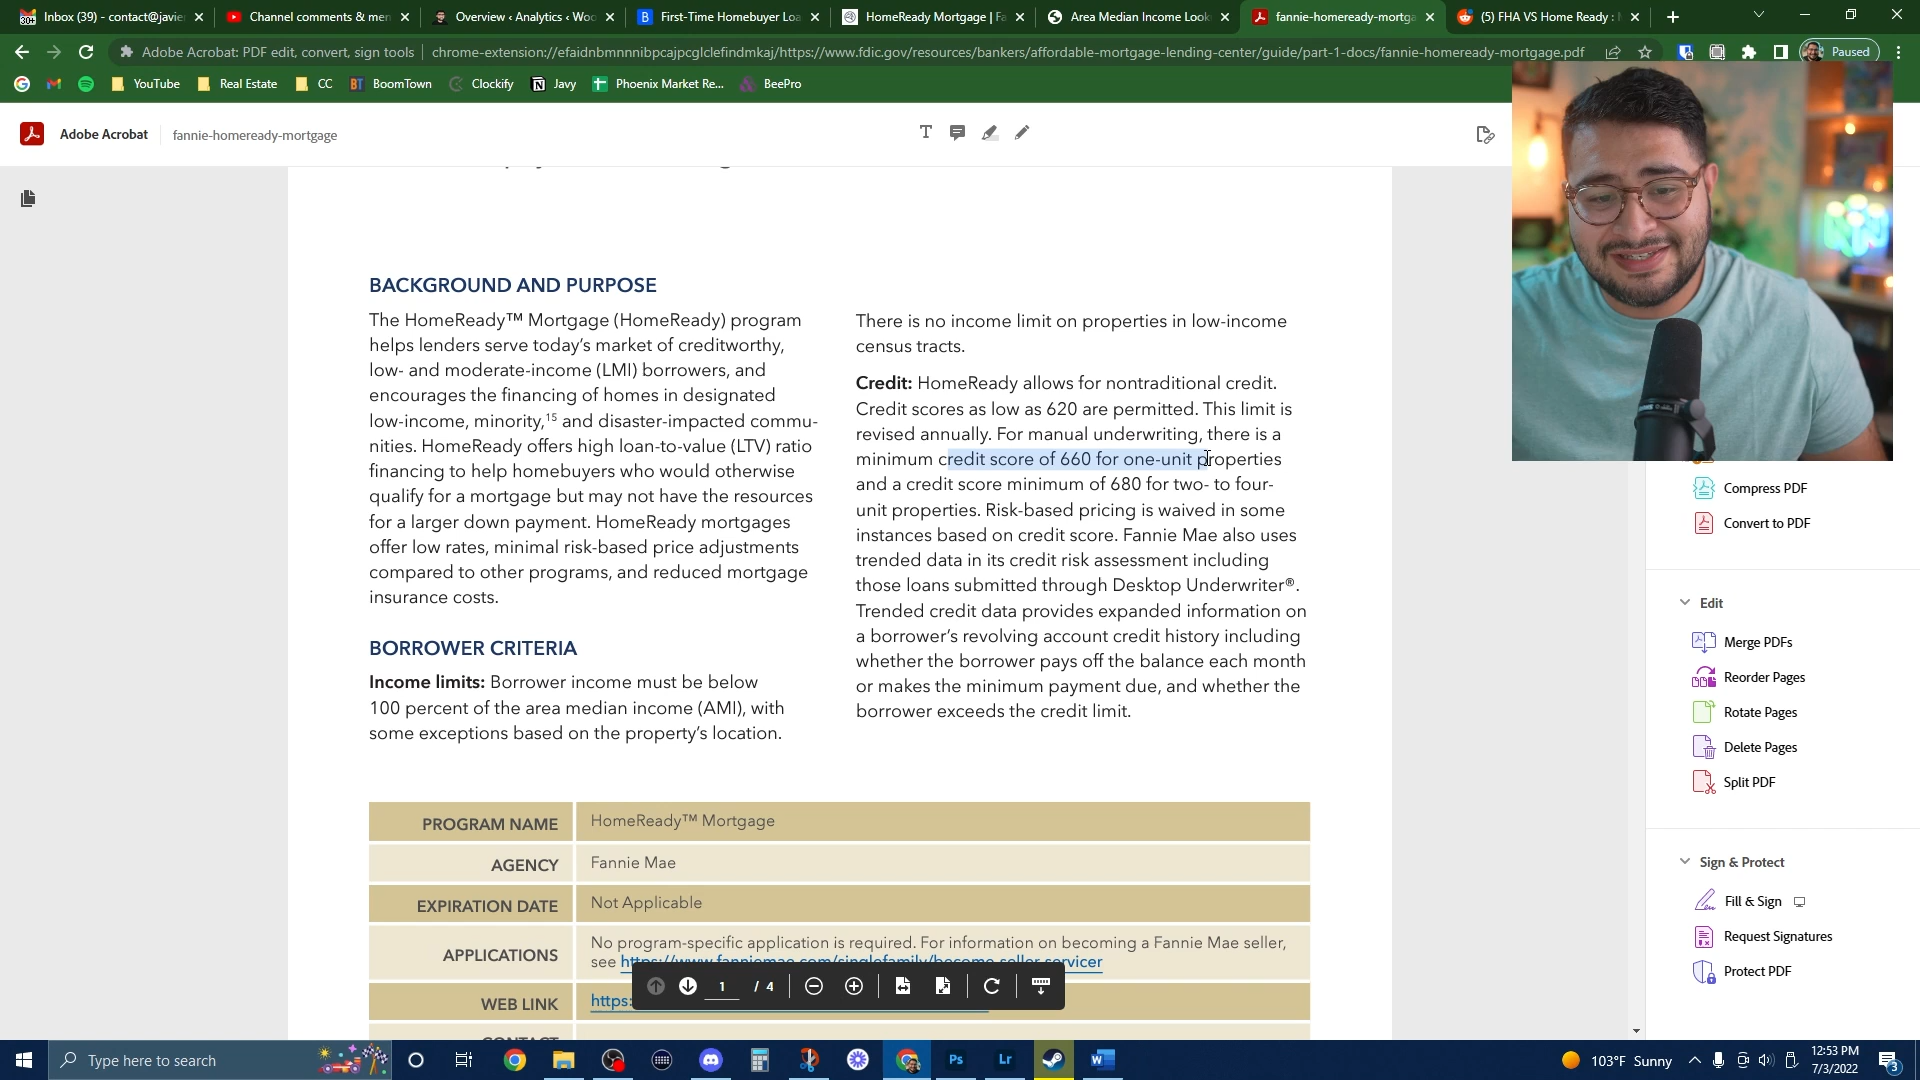 Inbox (39) - contact@javie
Channel comments & men
Overview ‹ Analytics ‹ Woo
First-Time Homebuyer Loa
HomeReady Mortgage | Fa
Area Median Income Look
fannie-homeready-mortga
(5) FHA VS Home Ready :
Adobe Acrobat: PDF edit, convert, sign tools
chrome-extension://efaidnbmnnnibpcajpcglclefindmkaj/https://www.fdic.gov/resources/bankers/affordable-mortgage-lending-center/guide/part-1-docs/fannie-homeready-mortgage.pdf
Paused
YouTube
Real Estate
CC
BoomTown
Clockify
Javy
Phoenix Market Re...
BeePro
Adobe Acrobat
fannie-homeready-mortgage
BACKGROUND AND PURPOSE
The HomeReady™ Mortgage (HomeReady) program
helps lenders serve today's market of creditworthy,
low- and moderate-income (LMI) borrowers, and
encourages the financing of homes in designated
low-income, minority,¹⁵ and disaster-impacted commu-
nities. HomeReady offers high loan-to-value (LTV) ratio
financing to help homebuyers who would otherwise
qualify for a mortgage but may not have the resources
for a larger down payment. HomeReady mortgages
offer low rates, minimal risk-based price adjustments
compared to other programs, and reduced mortgage
insurance costs.
BORROWER CRITERIA
Income limits: Borrower income must be below
100 percent of the area median income (AMI), with
some exceptions based on the property's location.
There is no income limit on properties in low-income
census tracts.
Credit: HomeReady allows for nontraditional credit.
Credit scores as low as 620 are permitted. This limit is
revised annually. For manual underwriting, there is a
minimum credit score of 660 for one-unit properties
and a credit score minimum of 680 for two- to four-
unit properties. Risk-based pricing is waived in some
instances based on credit score. Fannie Mae also uses
trended data in its credit risk assessment including
those loans submitted through Desktop Underwriter®.
Trended credit data provides expanded information on
a borrower's revolving account credit history including
whether the borrower pays off the balance each month
or makes the minimum payment due, and whether the
borrower exceeds the credit limit.
PROGRAM NAME
HomeReady™ Mortgage
AGENCY
Fannie Mae
EXPIRATION DATE
Not Applicable
APPLICATIONS
No program-specific application is required. For information on becoming a Fannie Mae seller,
see https://www.fanniemae.com/singlefamily/become-seller-servicer
WEB LINK
https:
1 / 4
Compress PDF
Convert to PDF
Edit
Merge PDFs
Reorder Pages
Rotate Pages
Delete Pages
Split PDF
Sign & Protect
Fill & Sign
Request Signatures
Protect PDF
Type here to search
Ps
Lr
103°F Sunny
12:53 PM
7/3/2022
3